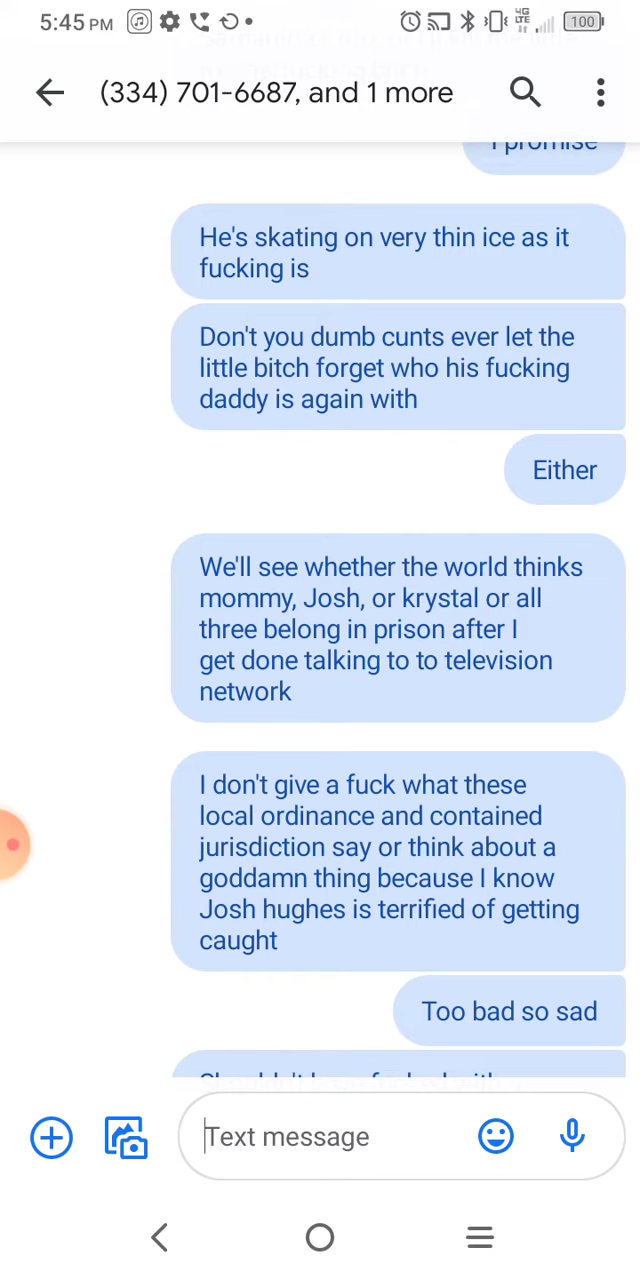 5:45 PM
4G
LTE
100
(334) 701-6687, and 1 more
I promise
He's skating on very thin ice as it
fucking is
Don't you dumb cunts ever let the
little bitch forget who his fucking
daddy is again with
Either
We'll see whether the world thinks
mommy, Josh, or krystal or all
three belong in prison after I
get done talking to to television
network
I don't give a fuck what these
local ordinance and contained
jurisdiction say or think about a
goddamn thing because I know
Josh hughes is terrified of getting
caught
Too bad so sad
Text message